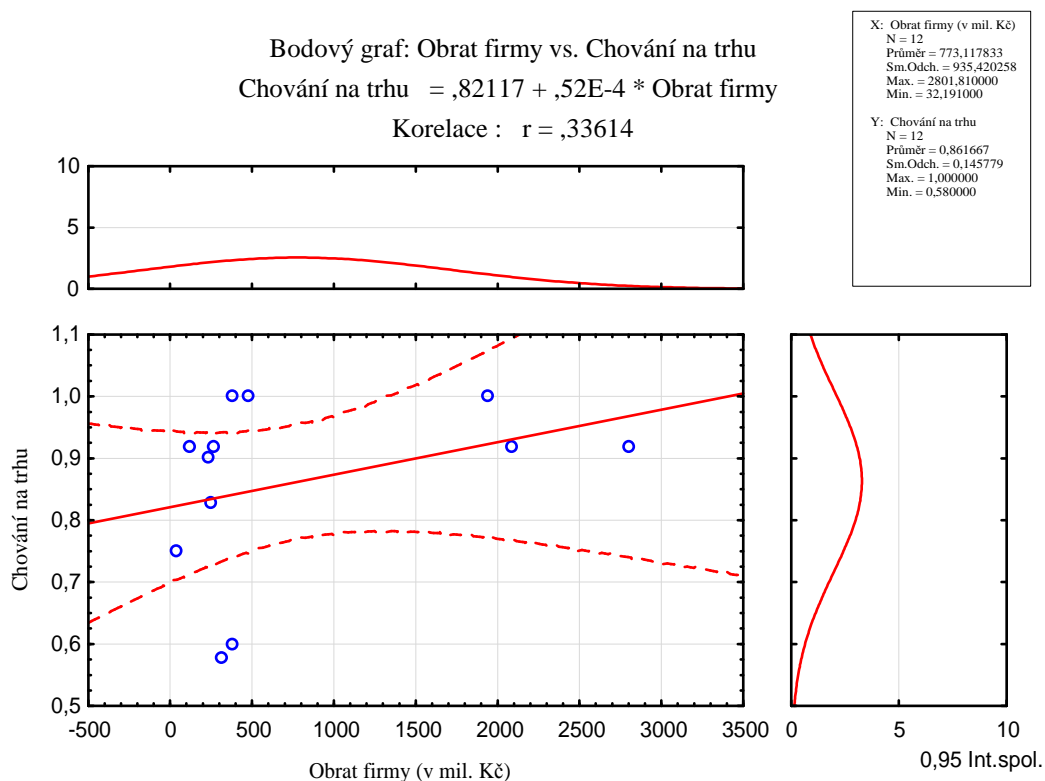 Bodový graf: Obrat firmy vs. Chování na trhu
Chování na trhu = ,82117 + ,52E-4 * Obrat firmy
Korelace : r = ,33614
X: Obrat firmy (v mil. Kč)
N = 12
Průměr = 773,117833
Sm.Odch. = 935,420258
Max. = 2801,810000
Min. = 32,191000
Y: Chování na trhu
N = 12
Průměr = 0,861667
Sm.Odch. = 0,145779
Max. = 1,000000
Min. = 0,580000
10
5
0
1,1
1,0
0,9
0,8
0,7
0,6
0,5
Chování na trhu
-500 0 500 1000 1500 2000 2500 3000 3500
Obrat firmy (v mil. Kč)
0 5 10
0,95 Int.spol.